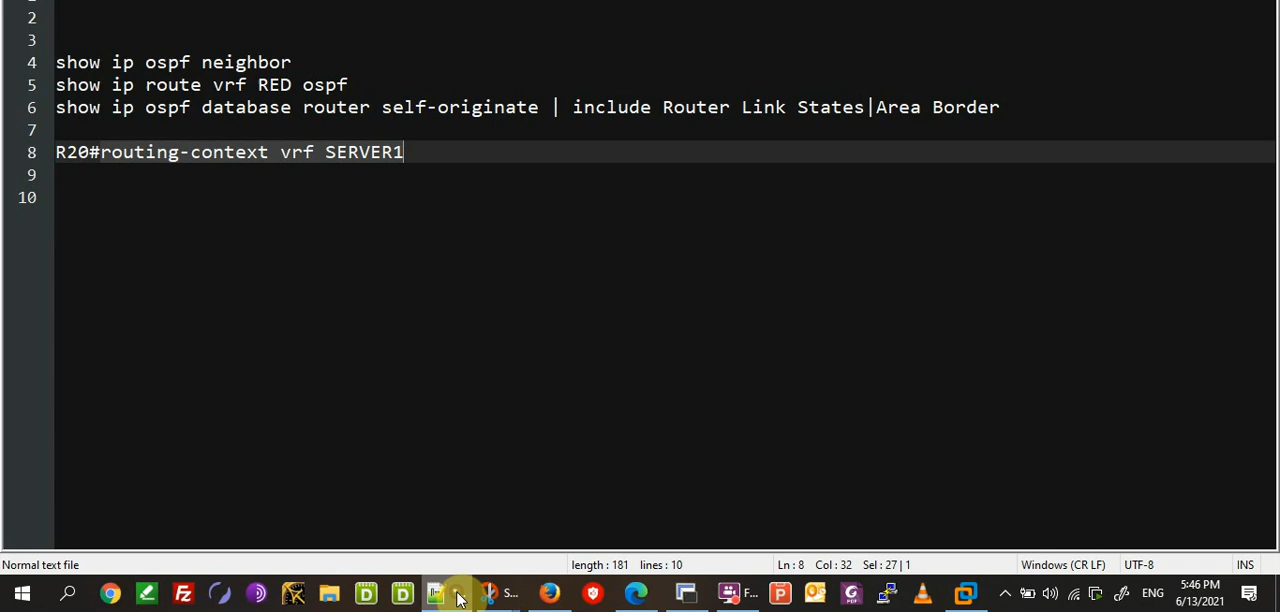 2
3
4 show ip ospf neighbor
5 show ip route vrf RED ospf
6 show ip ospf database router self-originate | include Router Link States|Area Border
7
8 R20#routing-context vrf SERVER1
9
10
Normal text file length : 181 lines : 10 Ln : 8 Col : 32 Sel : 27 | 1 Windows (CR LF) UTF-8 INS
S... F... ENG 5:46 PM
6/13/2021